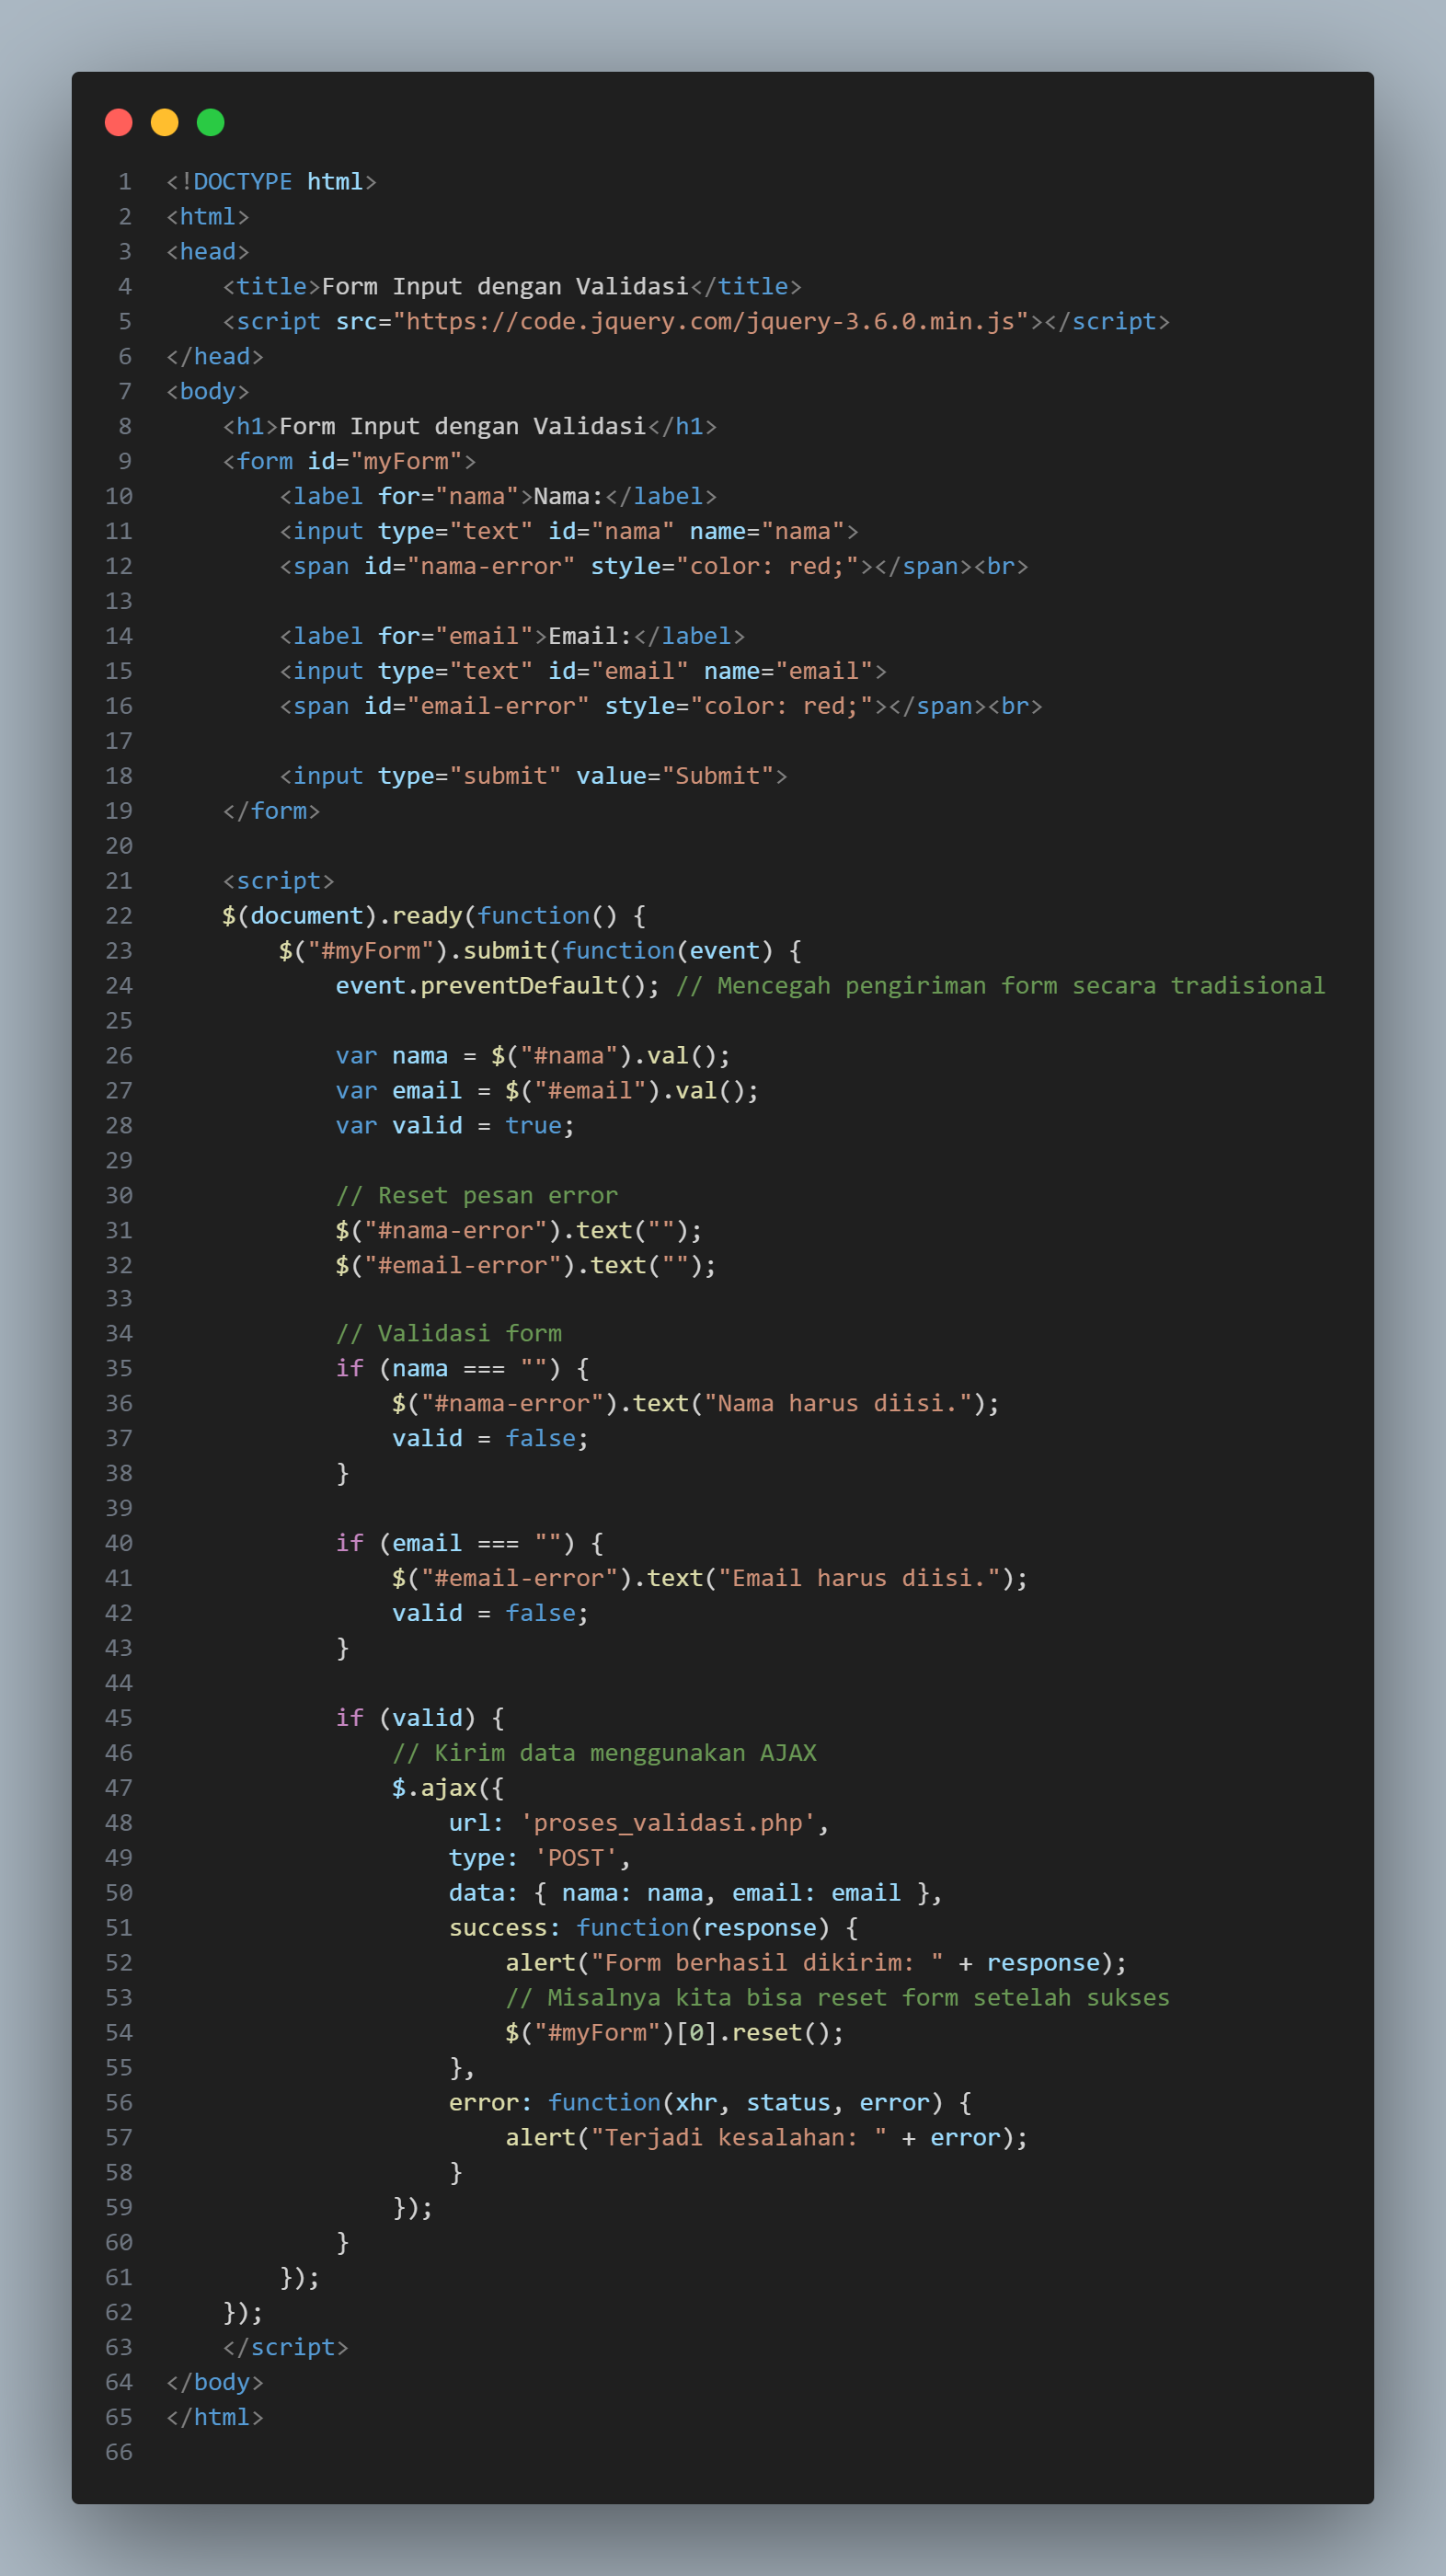 1 <!DOCTYPE html>
2 <html>
3 <head>
4     <title>Form Input dengan Validasi</title>
5     <script src="https://code.jquery.com/jquery-3.6.0.min.js"></script>
6 </head>
7 <body>
8     <h1>Form Input dengan Validasi</h1>
9     <form id="myForm">
10         <label for="nama">Nama:</label>
11         <input type="text" id="nama" name="nama">
12         <span id="nama-error" style="color: red;"></span><br>
13
14         <label for="email">Email:</label>
15         <input type="text" id="email" name="email">
16         <span id="email-error" style="color: red;"></span><br>
17
18         <input type="submit" value="Submit">
19     </form>
20
21     <script>
22     $(document).ready(function() {
23         $("#myForm").submit(function(event) {
24             event.preventDefault(); // Mencegah pengiriman form secara tradisional
25
26             var nama = $("#nama").val();
27             var email = $("#email").val();
28             var valid = true;
29
30             // Reset pesan error
31             $("#nama-error").text("");
32             $("#email-error").text("");
33
34             // Validasi form
35             if (nama === "") {
36                 $("#nama-error").text("Nama harus diisi.");
37                 valid = false;
38             }
39
40             if (email === "") {
41                 $("#email-error").text("Email harus diisi.");
42                 valid = false;
43             }
44
45             if (valid) {
46                 // Kirim data menggunakan AJAX
47                 $.ajax({
48                     url: 'proses_validasi.php',
49                     type: 'POST',
50                     data: { nama: nama, email: email },
51                     success: function(response) {
52                         alert("Form berhasil dikirim: " + response);
53                         // Misalnya kita bisa reset form setelah sukses
54                         $("#myForm")[0].reset();
55                     },
56                     error: function(xhr, status, error) {
57                         alert("Terjadi kesalahan: " + error);
58                     }
59                 });
60             }
61         });
62     });
63     </script>
64 </body>
65 </html>
66